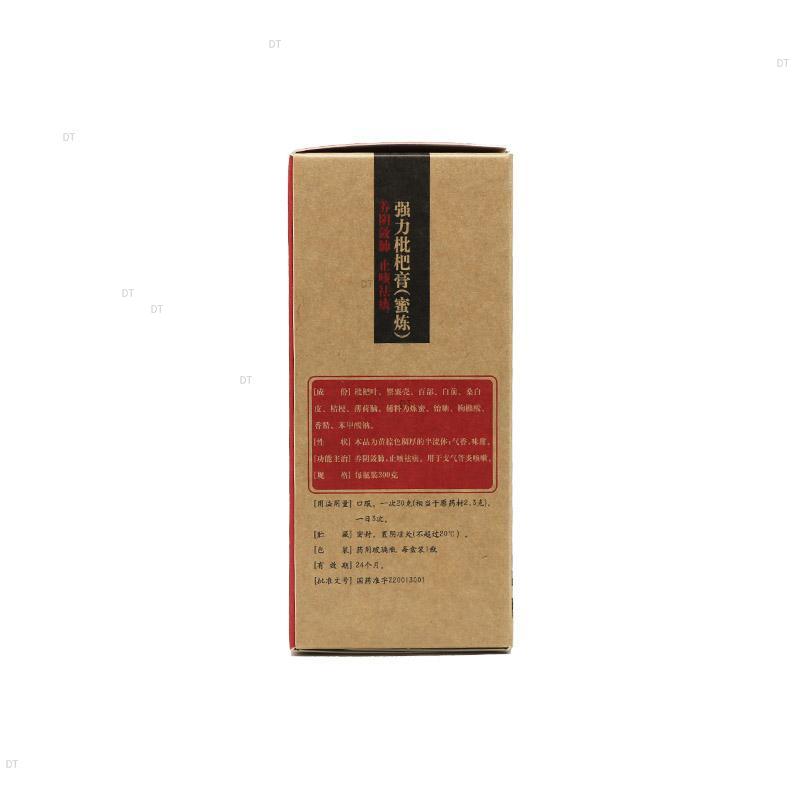 强力枇杷膏(蜜炼)
养阴敛肺 止咳祛痰
[成 份] 枇杷叶、罂粟壳、百部、白前、桑白
皮、桔梗、薄荷脑。辅料为炼蜜、饴糖、枸橼酸、
香精、苯甲酸钠。
[性 状] 本品为黄棕色稠厚的半流体;气香,味甜。
[功能主治] 养阴敛肺,止咳祛痰。用于支气管炎咳嗽。
[规 格] 每瓶装300克
[用法用量] 口服。一次20克(相当于原药材2.5克),
一日3次。
[贮 藏] 密封,置阴凉处(不超过20℃)。
[包 装] 药用玻璃瓶 每盒装1瓶
[有 效 期] 24个月。
[批准文号] 国药准字Z20013001
DT
DT
DT
DT
DT
DT
DT
DT
DT